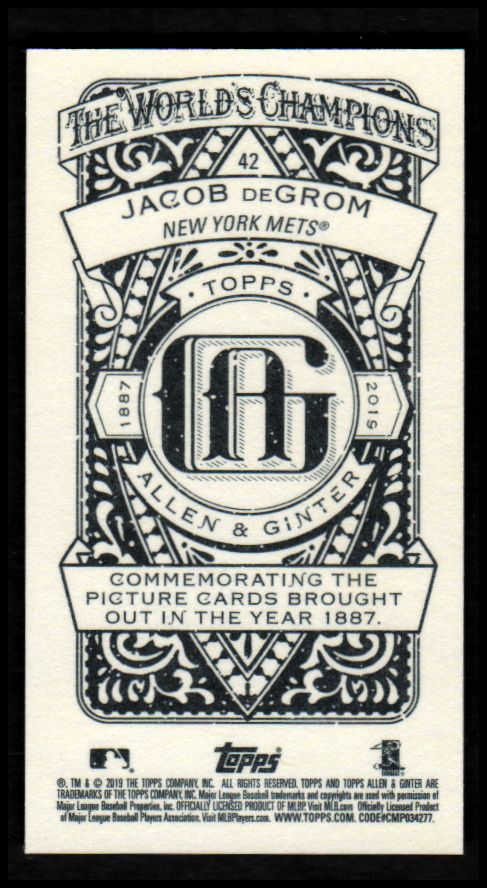 THE WORLD'S CHAMPIONS
42
JACOB DEGROM
NEW YORK METS®
· TOPPS ·
AG
1887
2019
ALLEN & GINTER
COMMEMORATING THE
PICTURE CARDS BROUGHT
OUT IN THE YEAR 1887.
topps
®, TM & © 2019 THE TOPPS COMPANY, INC. ALL RIGHTS RESERVED. TOPPS AND TOPPS ALLEN & GINTER ARE
TRADEMARKS OF THE TOPPS COMPANY, INC. Major League Baseball trademarks and copyrights are used with permission of
Major League Baseball Properties, Inc. OFFICIALLY LICENSED PRODUCT OF MLBP. Visit MLB.com Officially Licensed Product
of Major League Baseball Players Association. Visit MLBPlayers.com. WWW.TOPPS.COM. CODE#CMP034277.